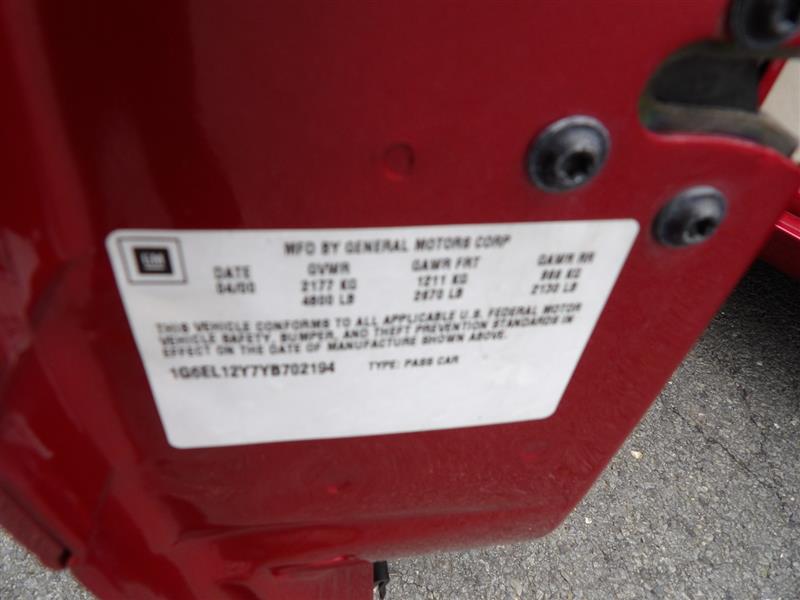 GM
MFD BY GENERAL MOTORS CORP
DATE GVWR GAWR FRT GAWR RR
04/00 2177 KG 1211 KG 966 KG
4800 LB 2670 LB 2130 LB
THIS VEHICLE CONFORMS TO ALL APPLICABLE U.S. FEDERAL MOTOR
VEHICLE SAFETY, BUMPER, AND THEFT PREVENTION STANDARDS IN
EFFECT ON THE DATE OF MANUFACTURE SHOWN ABOVE.
1G6EL12Y7YB702194 TYPE: PASS CAR